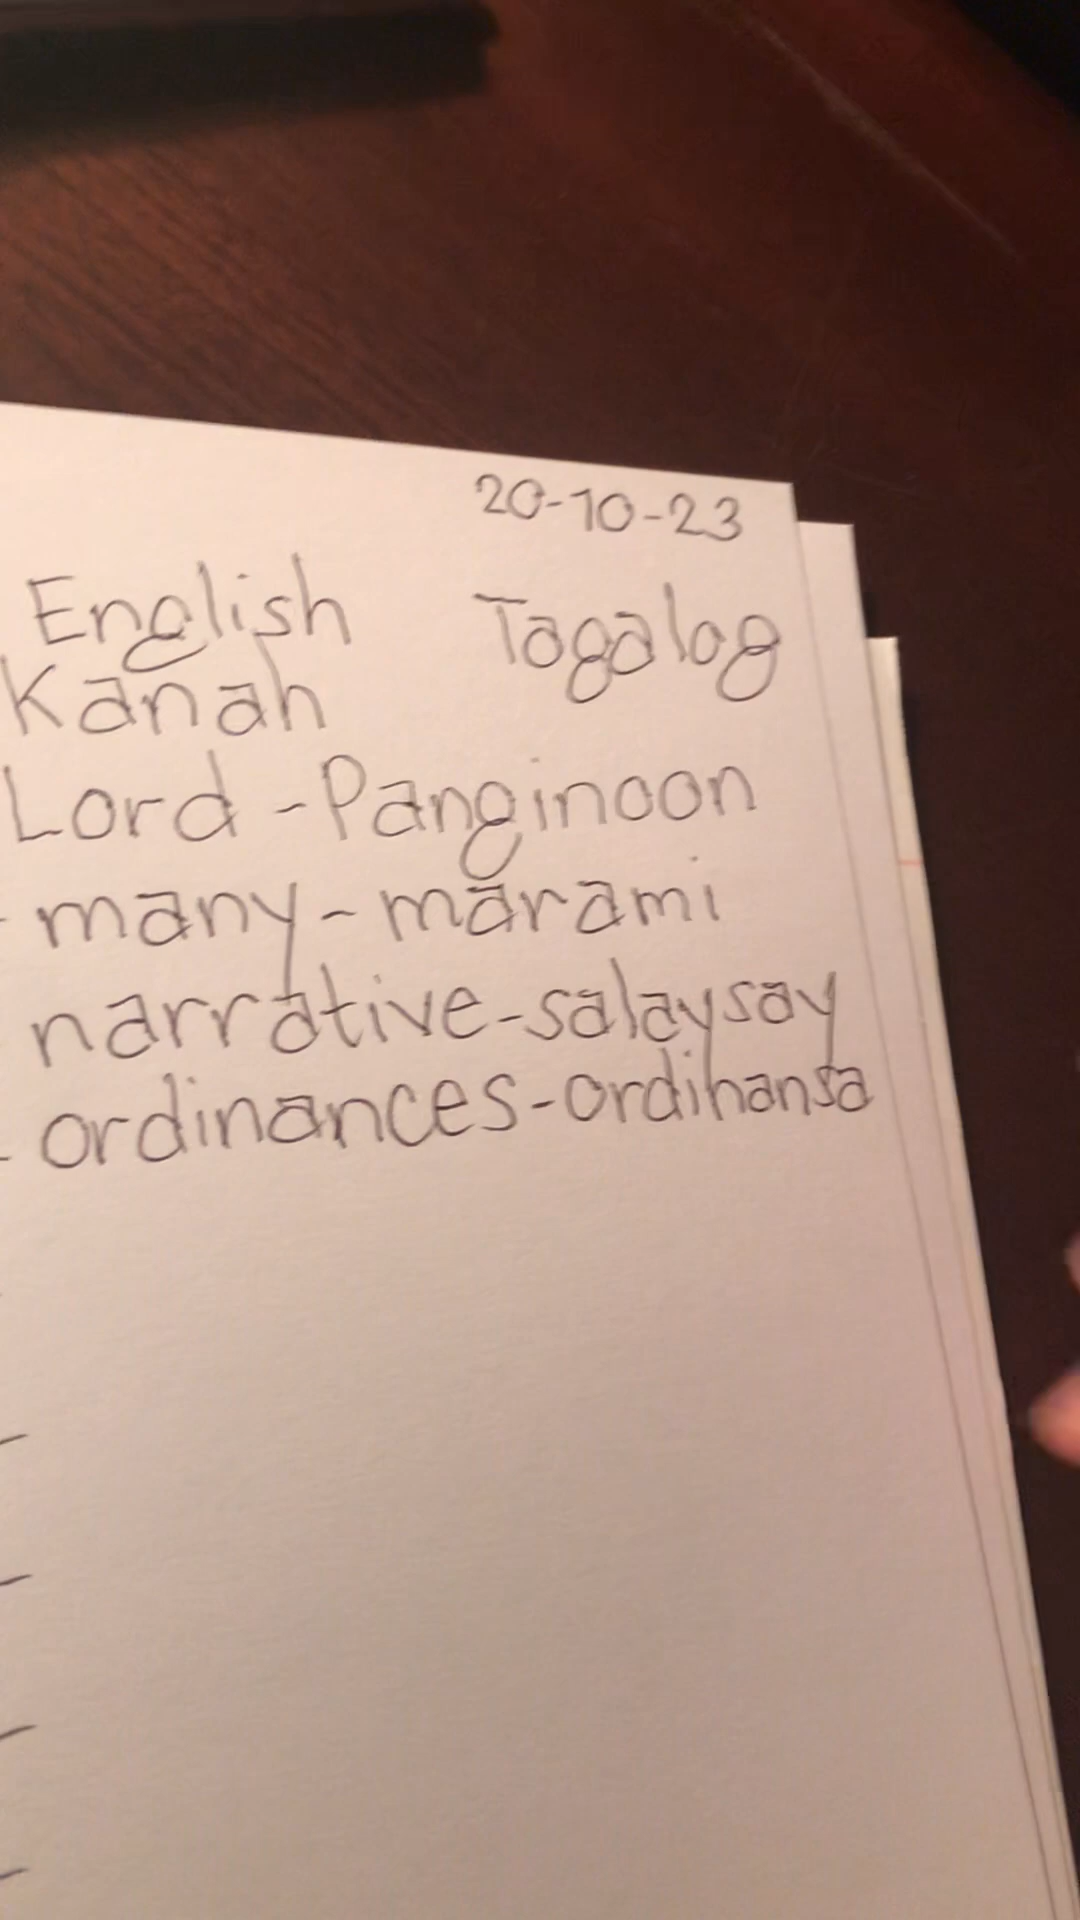 20-10-23
English Tagalog
Kanah
Lord - Panginoon
- many - marami
narrative - salaysay
- ordinances - ordinansa